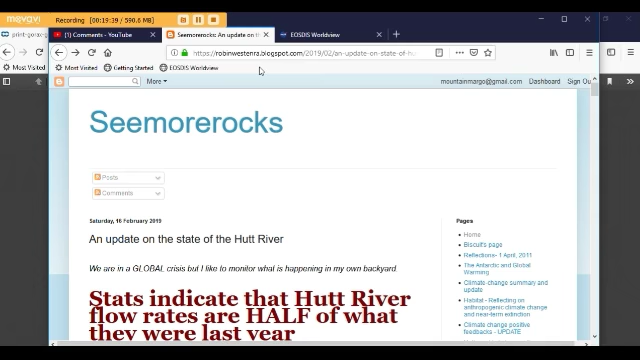 movavi Recording 00:19:39 / 590.6 MB
print-gorax-g
(1) Comments - YouTube
Seemorerocks: An update on th
EOSDIS Worldview
https://robinwestenra.blogspot.com/2019/02/an-update-on-state-of-h
Most Visited
Most Visited
Getting Started
EOSDIS Worldview
More
mountainmargo@gmail.com
Dashboard
Sign Ou
Seemorerocks
Posts
Comments
Saturday, 16 February 2019
An update on the state of the Hutt River
We are in a GLOBAL crisis but I like to monitor what is happening in my own backyard.
Stats indicate that Hutt River
flow rates are HALF of what
they were last year
Pages
Home
Biscuit's page
Reflections- 1 April, 2011
The Antarctic and Global
Warming
Climate-change summary and
update
Habitat - Reflecting on
anthropogenic climate change
and near-term extinction
Climate change positive
feedbacks - UPDATE